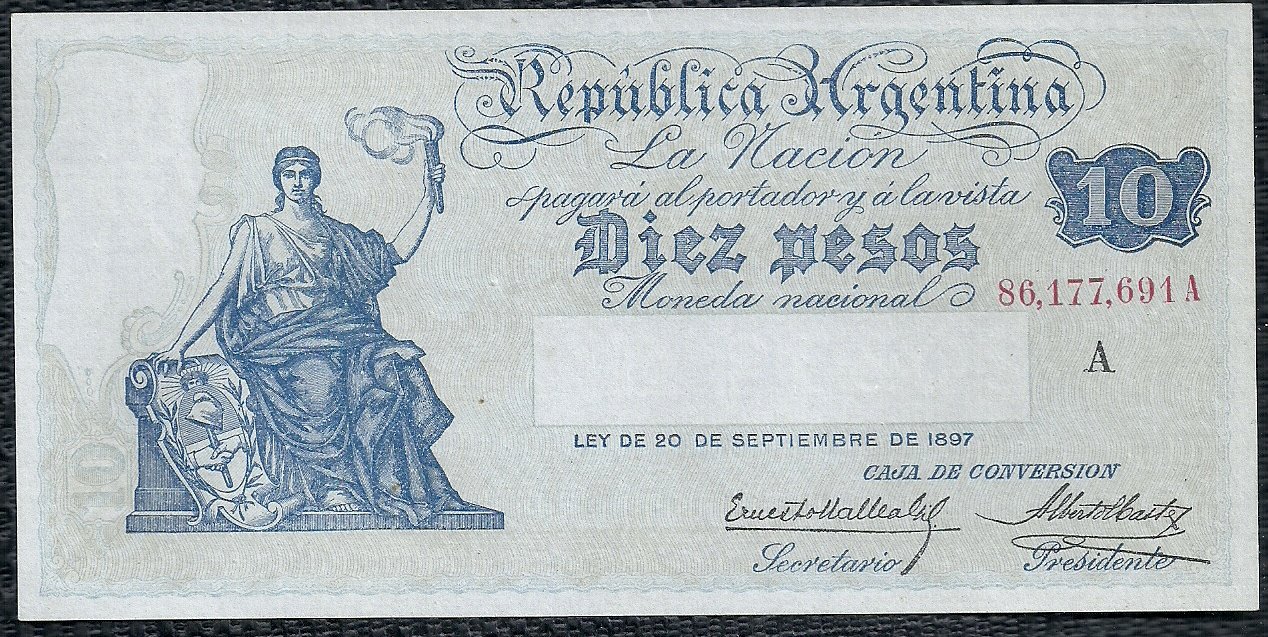 República Argentina
La Nación
pagará al portador y á la vista
10
Diez pesos
Moneda nacional
86,177,691 A
A
LEY DE 20 DE SEPTIEMBRE DE 1897
CAJA DE CONVERSION
10
Secretario
Presidente